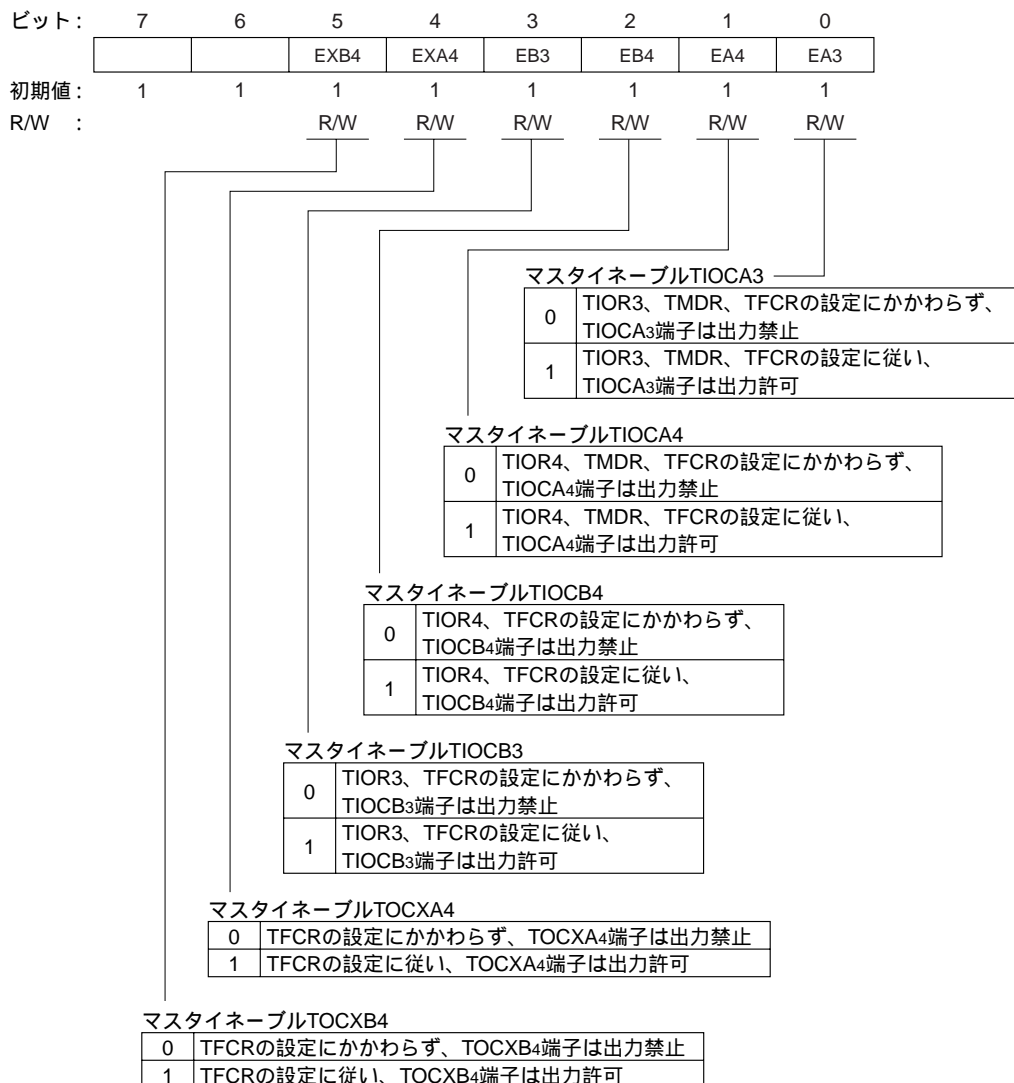 ビット: 7 6 5 4 3 2 1 0
EXB4 EXA4 EB3 EB4 EA4 EA3
初期値: 1 1 1 1 1 1 1 1
R/W : R/W R/W R/W R/W R/W R/W
マスタイネーブルTIOCA3
0 TIOR3、TMDR、TFCRの設定にかかわらず、
TIOCA3端子は出力禁止
1 TIOR3、TMDR、TFCRの設定に従い、
TIOCA3端子は出力許可
マスタイネーブルTIOCA4
0 TIOR4、TMDR、TFCRの設定にかかわらず、
TIOCA4端子は出力禁止
1 TIOR4、TMDR、TFCRの設定に従い、
TIOCA4端子は出力許可
マスタイネーブルTIOCB4
0 TIOR4、TFCRの設定にかかわらず、
TIOCB4端子は出力禁止
1 TIOR4、TFCRの設定に従い、
TIOCB4端子は出力許可
マスタイネーブルTIOCB3
0 TIOR3、TFCRの設定にかかわらず、
TIOCB3端子は出力禁止
1 TIOR3、TFCRの設定に従い、
TIOCB3端子は出力許可
マスタイネーブルTOCXA4
0 TFCRの設定にかかわらず、TOCXA4端子は出力禁止
1 TFCRの設定に従い、TOCXA4端子は出力許可
マスタイネーブルTOCXB4
0 TFCRの設定にかかわらず、TOCXB4端子は出力禁止
1 TFCRの設定に従い、TOCXB4端子は出力許可